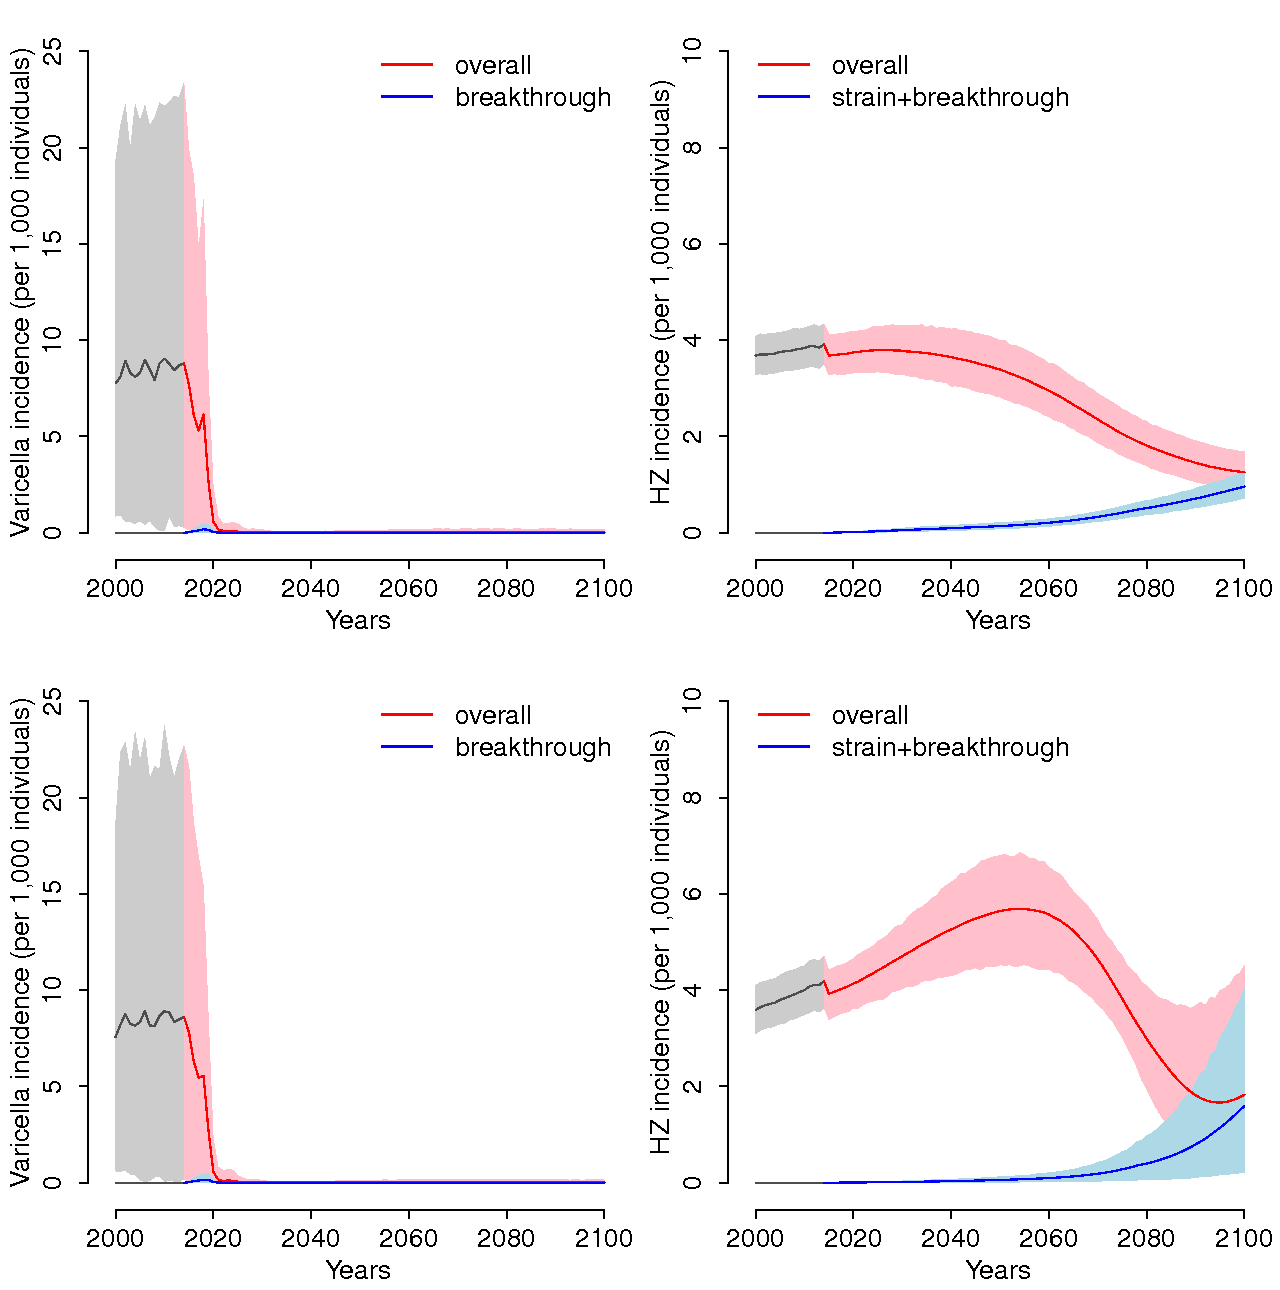 Varicella incidence (per 1,000 individuals)
25
20
15
10
5
0
overall
breakthrough
2000 2020 2040 2060 2080 2100
Years
HZ incidence (per 1,000 individuals)
10
8
6
4
2
0
overall
strain+breakthrough
2000 2020 2040 2060 2080 2100
Years
Varicella incidence (per 1,000 individuals)
25
20
15
10
5
0
overall
breakthrough
2000 2020 2040 2060 2080 2100
Years
HZ incidence (per 1,000 individuals)
10
8
6
4
2
0
overall
strain+breakthrough
2000 2020 2040 2060 2080 2100
Years